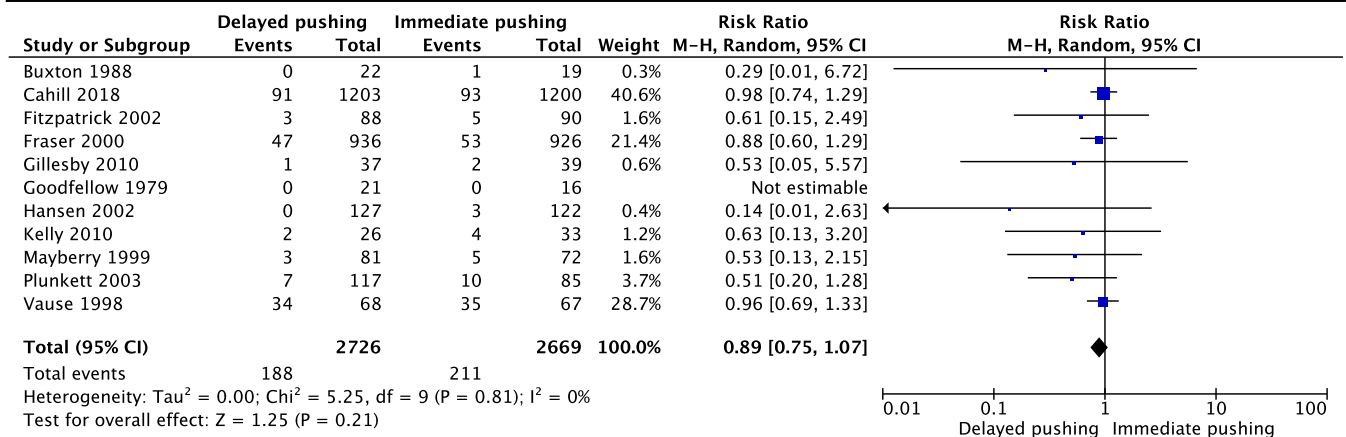 Delayed pushing Immediate pushing Risk Ratio Risk Ratio
Study or Subgroup Events Total Events Total Weight M-H, Random, 95% CI M-H, Random, 95% CI
Buxton 1988 0 22 1 19 0.3% 0.29 [0.01, 6.72]
Cahill 2018 91 1203 93 1200 40.6% 0.98 [0.74, 1.29]
Fitzpatrick 2002 3 88 5 90 1.6% 0.61 [0.15, 2.49]
Fraser 2000 47 936 53 926 21.4% 0.88 [0.60, 1.29]
Gillesby 2010 1 37 2 39 0.6% 0.53 [0.05, 5.57]
Goodfellow 1979 0 21 0 16 Not estimable
Hansen 2002 0 127 3 122 0.4% 0.14 [0.01, 2.63]
Kelly 2010 2 26 4 33 1.2% 0.63 [0.13, 3.20]
Mayberry 1999 3 81 5 72 1.6% 0.53 [0.13, 2.15]
Plunkett 2003 7 117 10 85 3.7% 0.51 [0.20, 1.28]
Vause 1998 34 68 35 67 28.7% 0.96 [0.69, 1.33]
Total (95% CI) 2726 2669 100.0% 0.89 [0.75, 1.07]
Total events 188 211
Heterogeneity: Tau² = 0.00; Chi² = 5.25, df = 9 (P = 0.81); I² = 0%
Test for overall effect: Z = 1.25 (P = 0.21)
0.01 0.1 1 10 100
Delayed pushing Immediate pushing